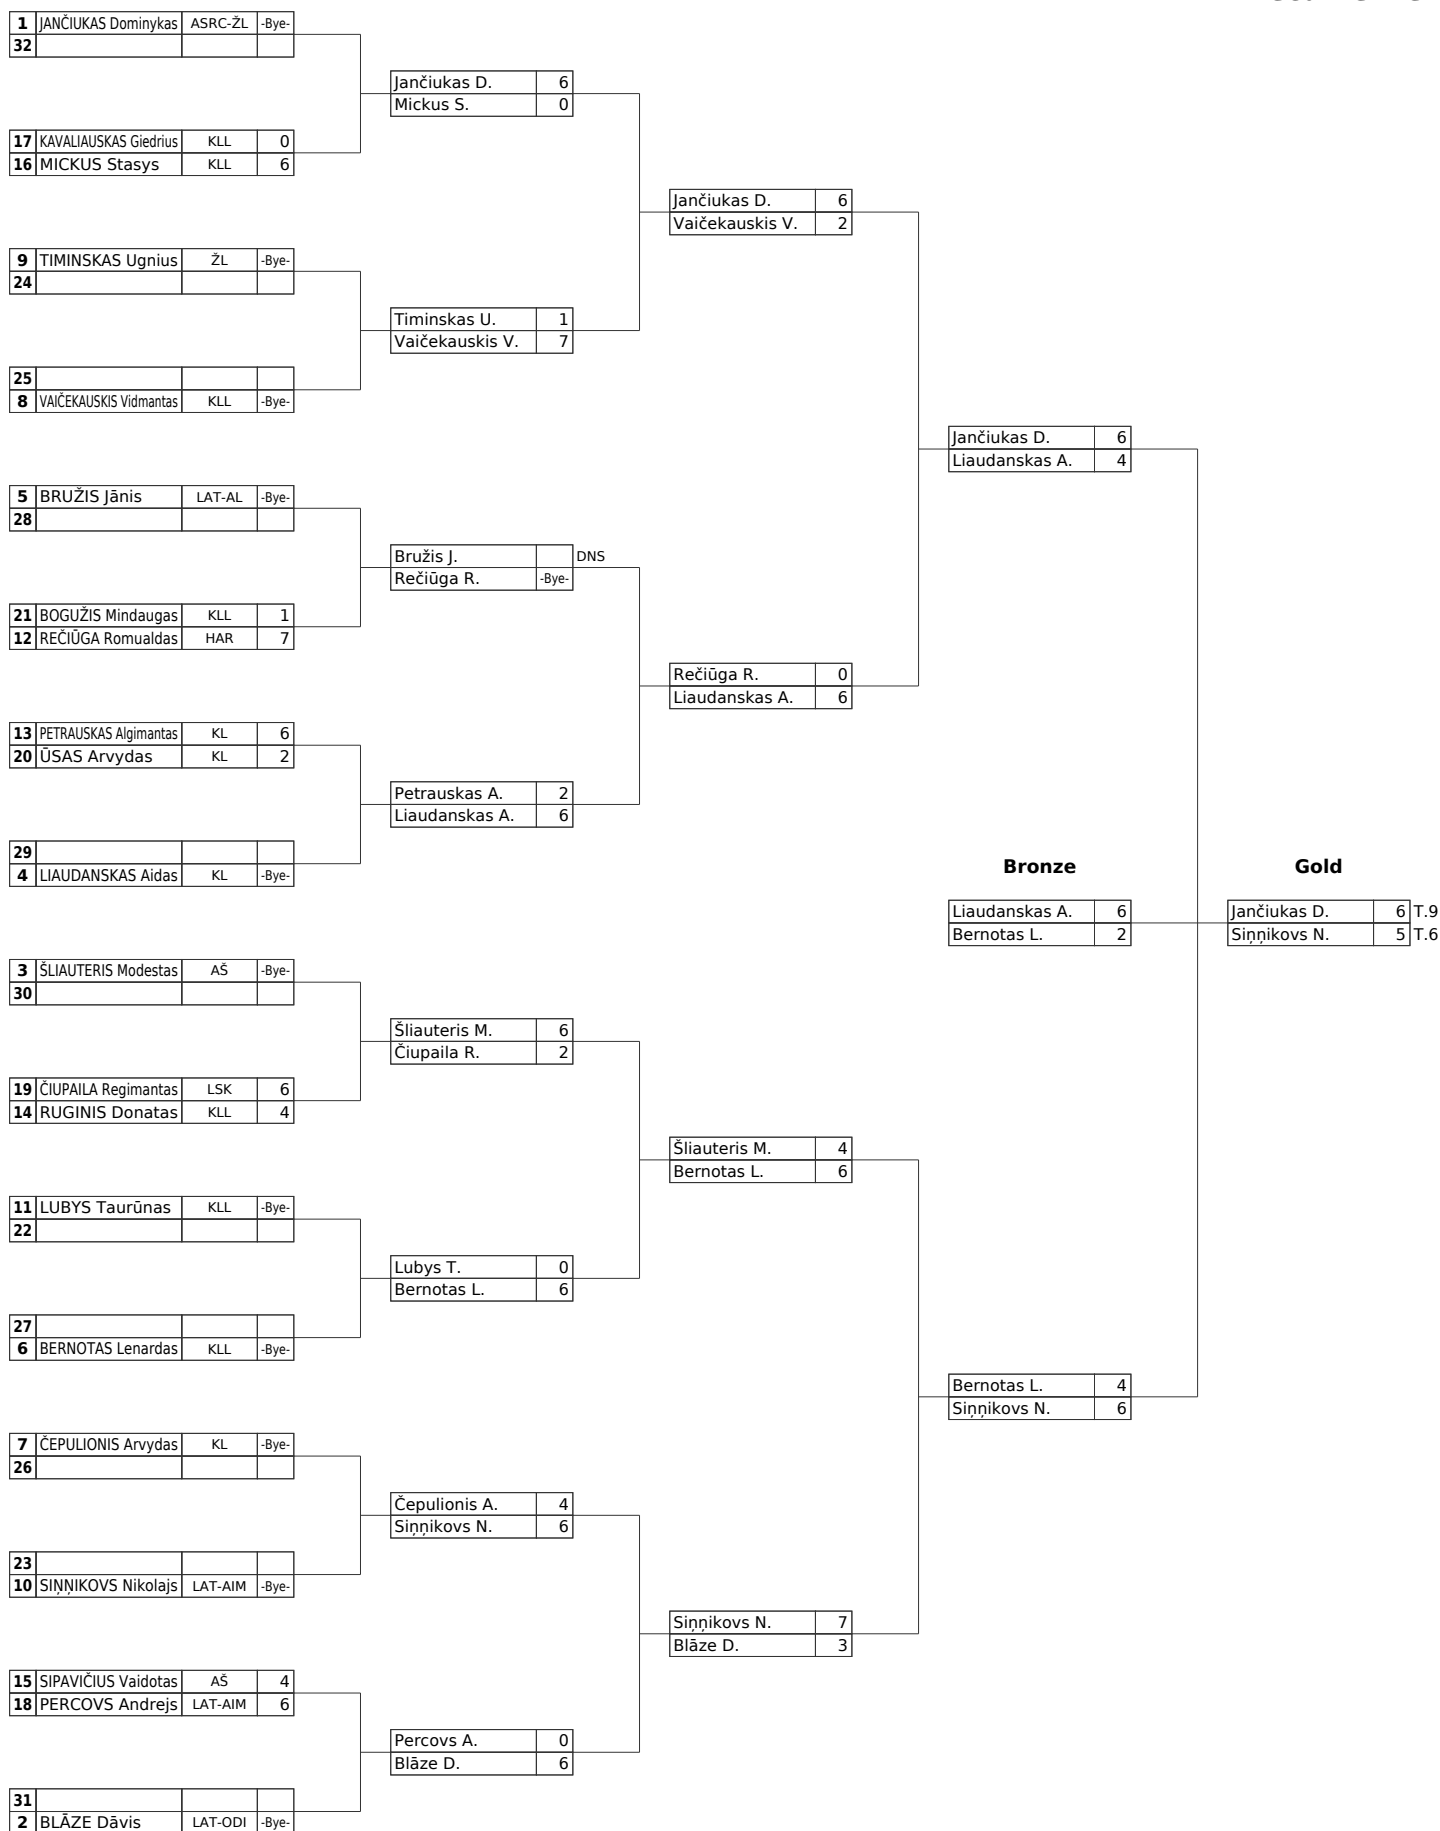 1 JANČIUKAS Dominykas ASRC-ŽL -Bye-
32
Jančiukas D. 6
Mickus S. 0
17 KAVALIAUSKAS Giedrius KLL 0
16 MICKUS Stasys KLL 6
Jančiukas D. 6
Vaičekauskis V. 2
9 TIMINSKAS Ugnius ŽL -Bye-
24
Timinskas U. 1
Vaičekauskis V. 7
25
8 VAIČEKAUSKIS Vidmantas KLL -Bye-
Jančiukas D. 6
Liaudanskas A. 4
5 BRUŽIS Jānis LAT-AL -Bye-
28
Bružis J. DNS
Rečiūga R. -Bye-
21 BOGUŽIS Mindaugas KLL 1
12 REČIŪGA Romualdas HAR 7
Rečiūga R. 0
Liaudanskas A. 6
13 PETRAUSKAS Algimantas KL 6
20 ŪSAS Arvydas KL 2
Petrauskas A. 2
Liaudanskas A. 6
29
4 LIAUDANSKAS Aidas KL -Bye-
Bronze Gold
Liaudanskas A. 6 Jančiukas D. 6 T.9
Bernotas L. 2 Siņņikovs N. 5 T.6
3 ŠLIAUTERIS Modestas AŠ -Bye-
30
Šliauteris M. 6
Čiupaila R. 2
19 ČIUPAILA Regimantas LSK 6
14 RUGINIS Donatas KLL 4
Šliauteris M. 4
Bernotas L. 6
11 LUBYS Taurūnas KLL -Bye-
22
Lubys T. 0
Bernotas L. 6
27
6 BERNOTAS Lenardas KLL -Bye-
Bernotas L. 4
Siņņikovs N. 6
7 ČEPULIONIS Arvydas KL -Bye-
26
Čepulionis A. 4
Siņņikovs N. 6
23
10 SIŅŅIKOVS Nikolajs LAT-AIM -Bye-
Siņņikovs N. 7
Blāze D. 3
15 SIPAVIČIUS Vaidotas AŠ 4
18 PERCOVS Andrejs LAT-AIM 6
Percovs A. 0
Blāze D. 6
31
2 BLĀZE Dāvis LAT-ODI -Bye-